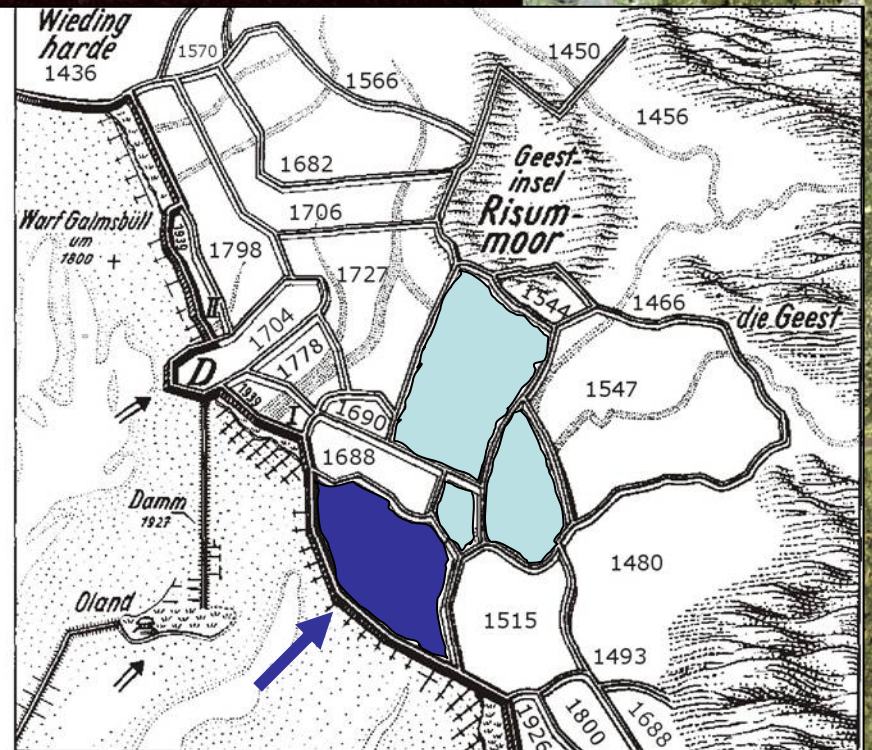 Wieding
harde
1436
1570
1566
1450
1456
1682
Geest-
insel
Risum-
moor
Warf Galmsbüll
um
1800 +
1939
1706
1798
1727
II
1544
1466
die Geest
1704
1778
D
1939
I
1690
1547
1688
Damm
1927
1480
Oland
1515
1493
1926
1800
1688